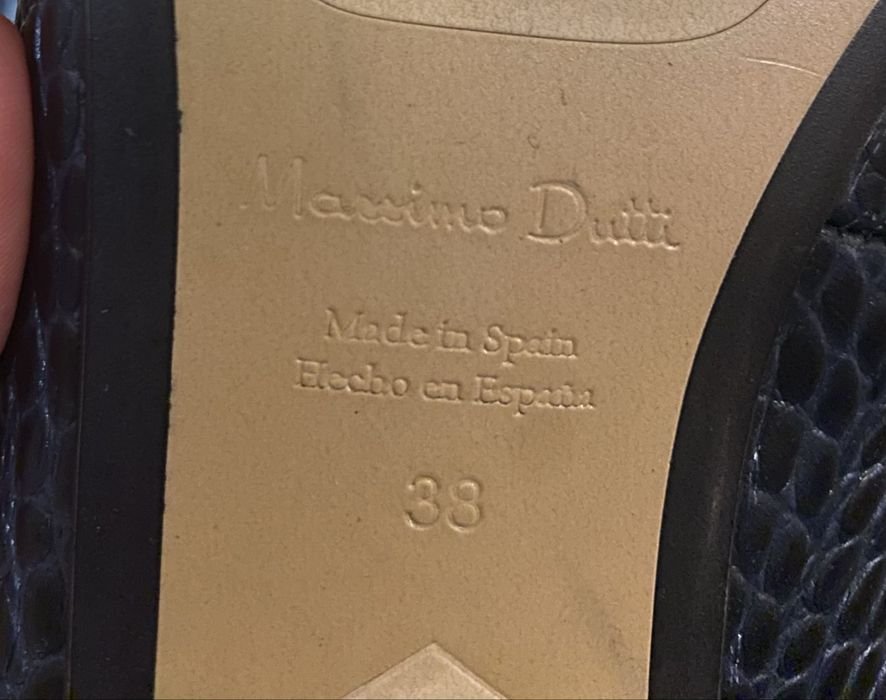 Massimo Dutti
Made in Spain
Hecho en España
38